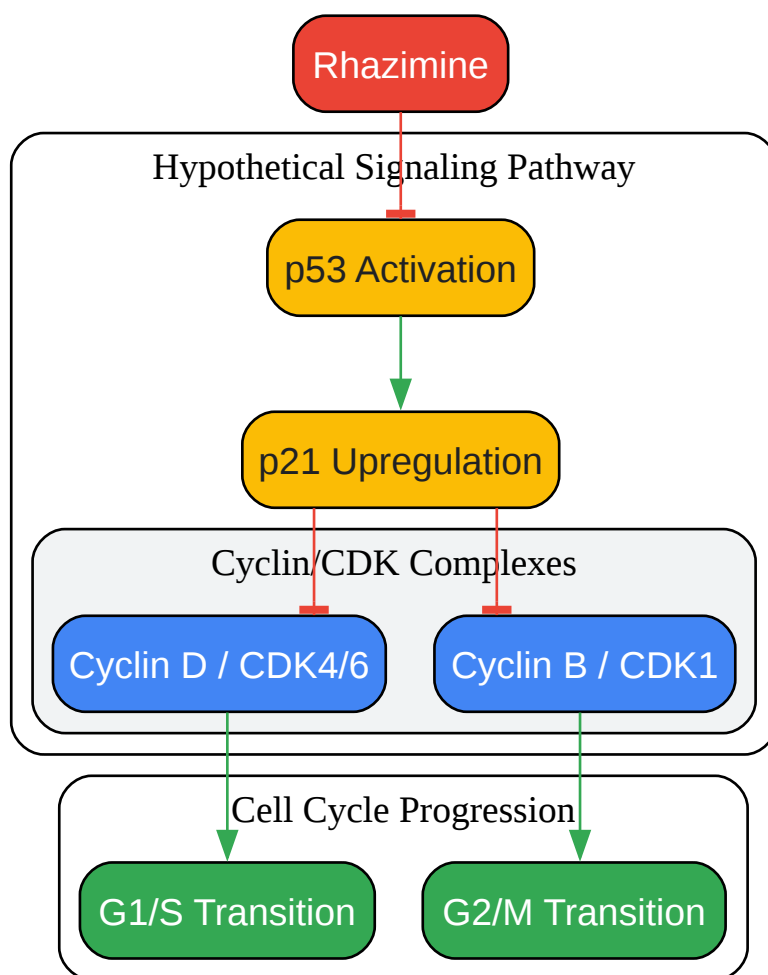 Rhazimine
Hypothetical Signaling Pathway
p53 Activation
p21 Upregulation
Cyclin/CDK Complexes
Cyclin D / CDK4/6
Cyclin B / CDK1
Cell Cycle Progression
G1/S Transition
G2/M Transition